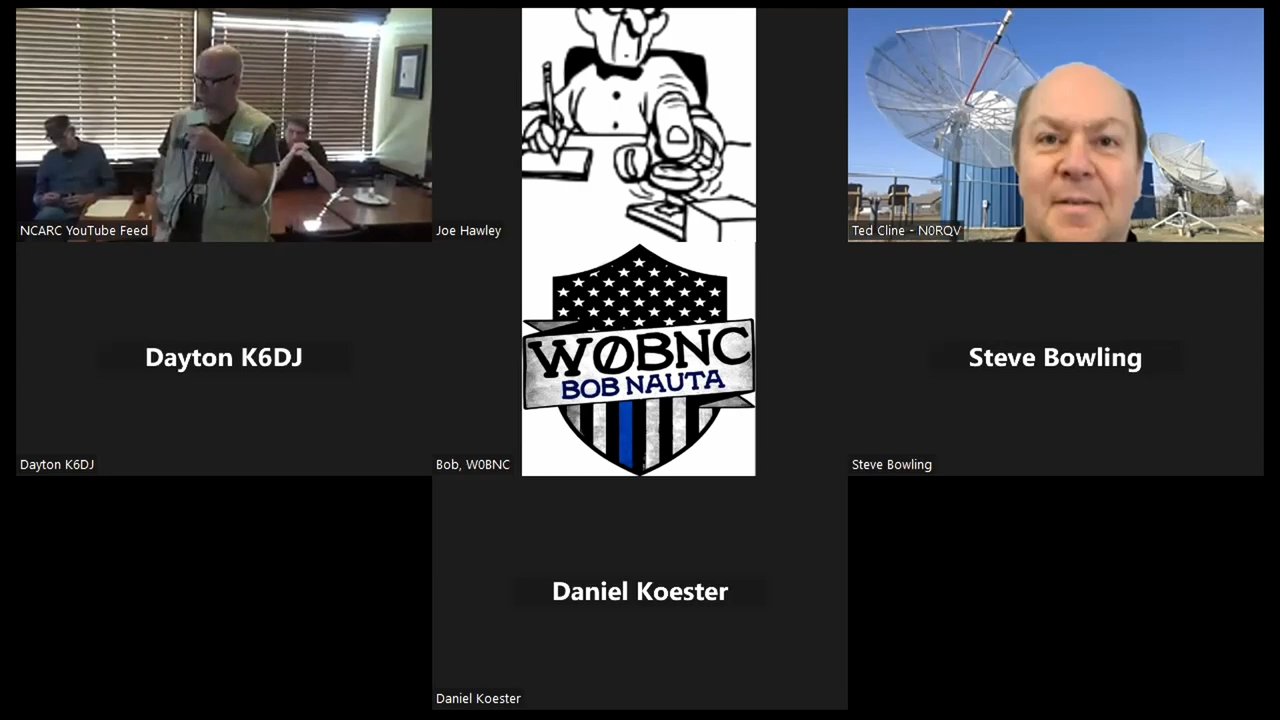 NCARC YouTube Feed
Joe Hawley
Ted Cline - N0RQV
Dayton K6DJ
WØBNC
BOB NAUTA
Steve Bowling
Dayton K6DJ
Bob, W0BNC
Steve Bowling
Daniel Koester
Daniel Koester